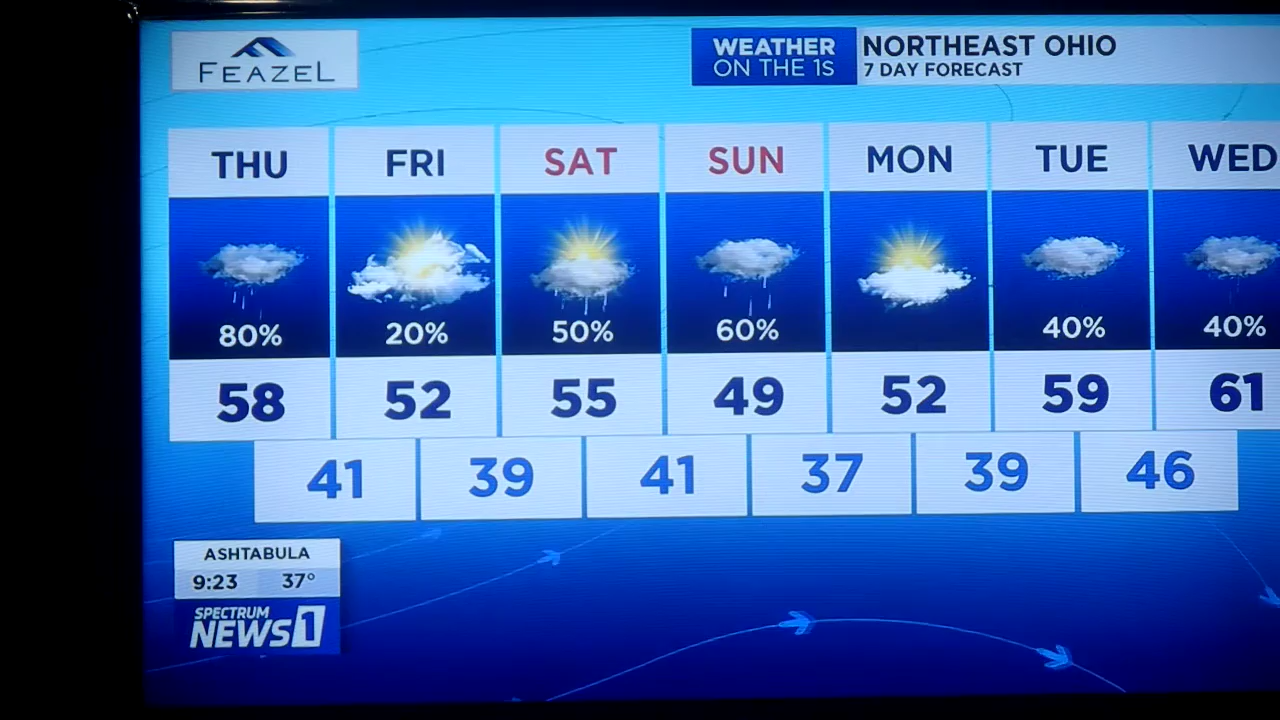 FEAZEL
WEATHER
ON THE 1S
NORTHEAST OHIO
7 DAY FORECAST
THU FRI SAT SUN MON TUE WED
80% 20% 50% 60% 40% 40%
58 52 55 49 52 59 61
41 39 41 37 39 46
ASHTABULA
9:23 37°
SPECTRUM
NEWS 1